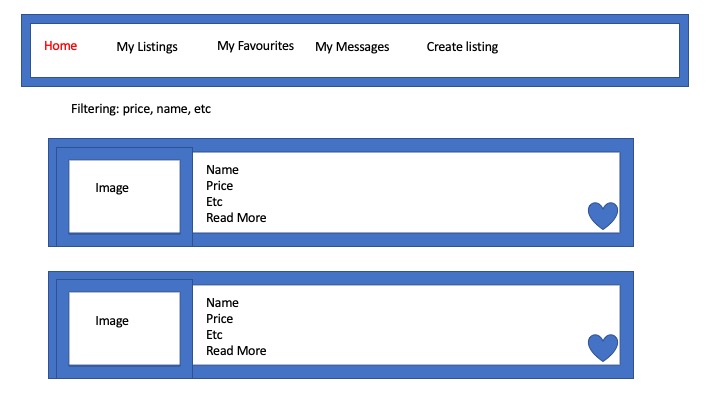 Home My Listings My Favourites My Messages Create listing
Filtering: price, name, etc
Image
Name
Price
Etc
Read More
Image
Name
Price
Etc
Read More